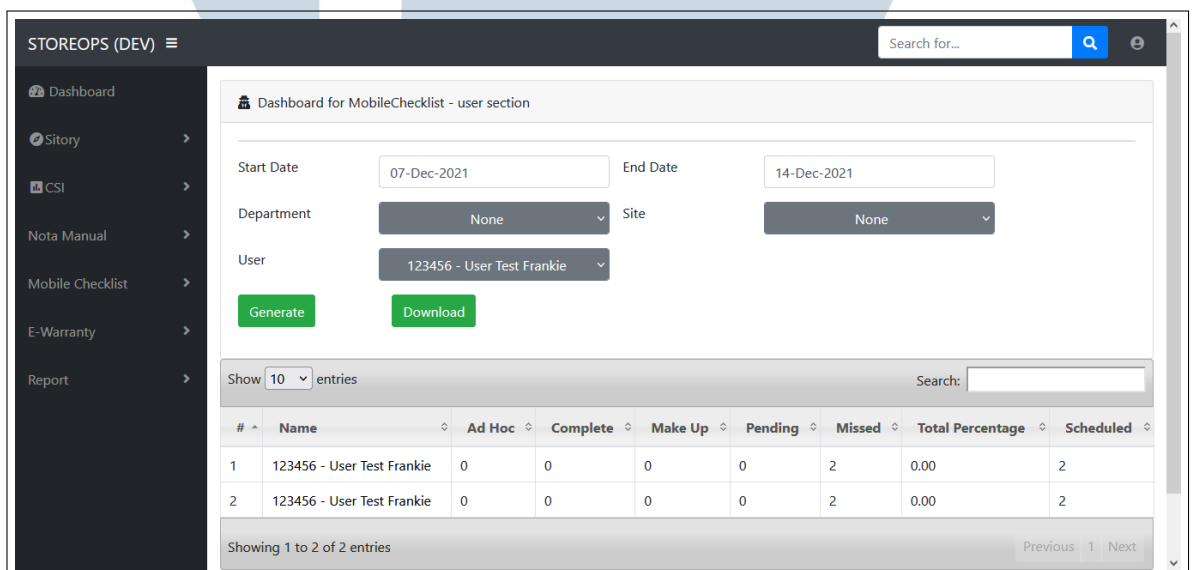 STOREOPS (DEV)
Search for...
Dashboard
Sitory
CSI
Nota Manual
Mobile Checklist
E-Warranty
Report
Dashboard for MobileChecklist - user section
Start Date 07-Dec-2021 End Date 14-Dec-2021
Department None Site None
User 123456 - User Test Frankie
Generate Download
Show 10 entries Search:
# Name Ad Hoc Complete Make Up Pending Missed Total Percentage Scheduled
1 123456 - User Test Frankie 0 0 0 0 2 0.00 2
2 123456 - User Test Frankie 0 0 0 0 2 0.00 2
Showing 1 to 2 of 2 entries Previous 1 Next